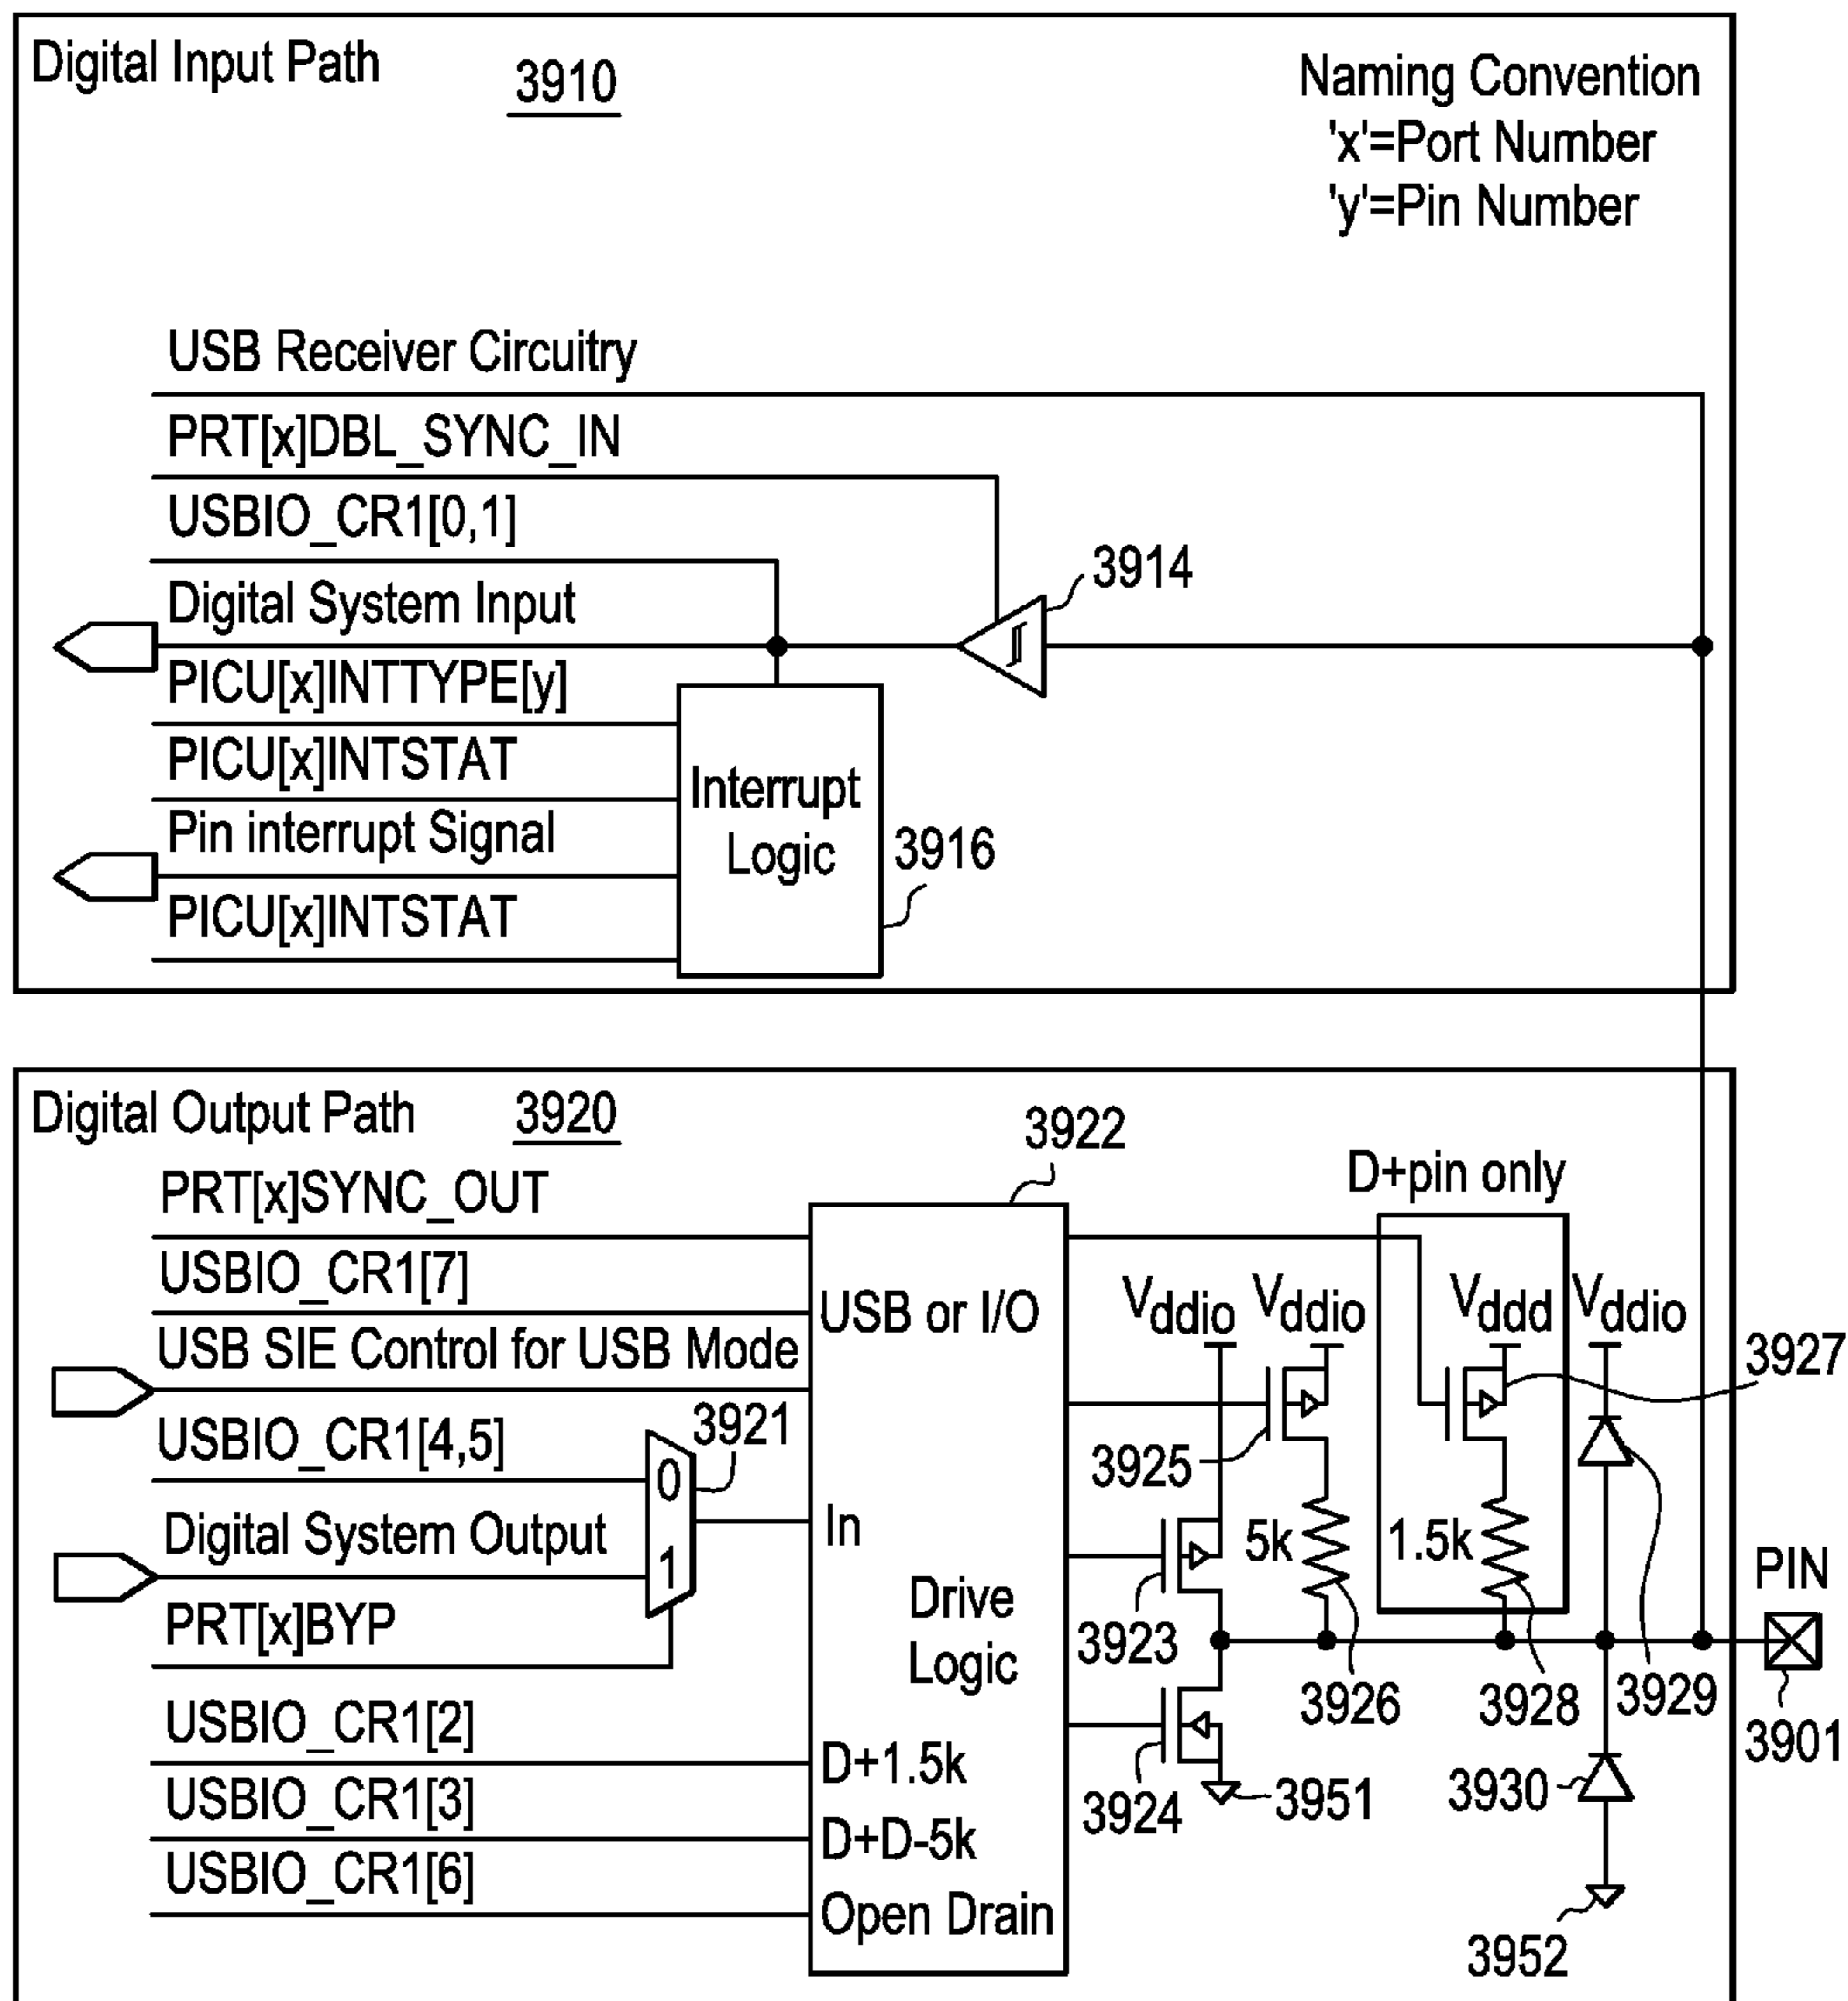 Digital Input Path
3910
Naming Convention
'x'=Port Number
'y'=Pin Number
USB Receiver Circuitry
PRT[x]DBL_SYNC_IN
USBIO_CR1[0,1]
3914
Digital System Input
PICU[x]INTTYPE[y]
PICU[x]INTSTAT
Interrupt
Logic
3916
Pin interrupt Signal
PICU[x]INTSTAT
Digital Output Path
3920
3922
D+pin only
PRT[x]SYNC_OUT
USBIO_CR1[7]
USB or I/O
Vddio
Vddio
Vddd
Vddio
3927
USB SIE Control for USB Mode
USBIO_CR1[4,5]
3921
0
3925
Digital System Output
1
In
5k
1.5k
PIN
PRT[x]BYP
Drive
Logic
3923
3926
3928
3929
3901
USBIO_CR1[2]
D+1.5k
3924
3951
3930
USBIO_CR1[3]
D+D-5k
USBIO_CR1[6]
Open Drain
3952